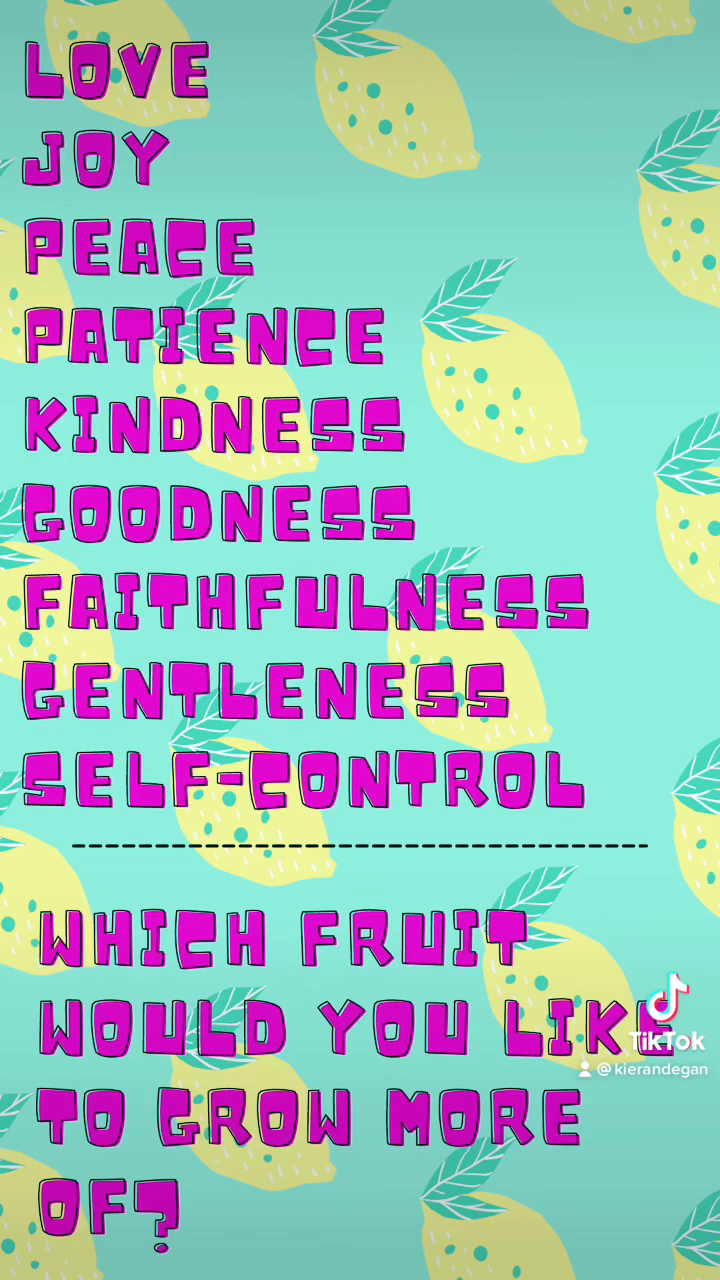 LOVE
JOY
PEACE
PATIENCE
KINDNESS
GOODNESS
FAITHFULNESS
GENTLENESS
SELF-CONTROL
WHICH FRUIT
WOULD YOU LIKE
TO GROW MORE
OF?
TikTok
@kierandegan